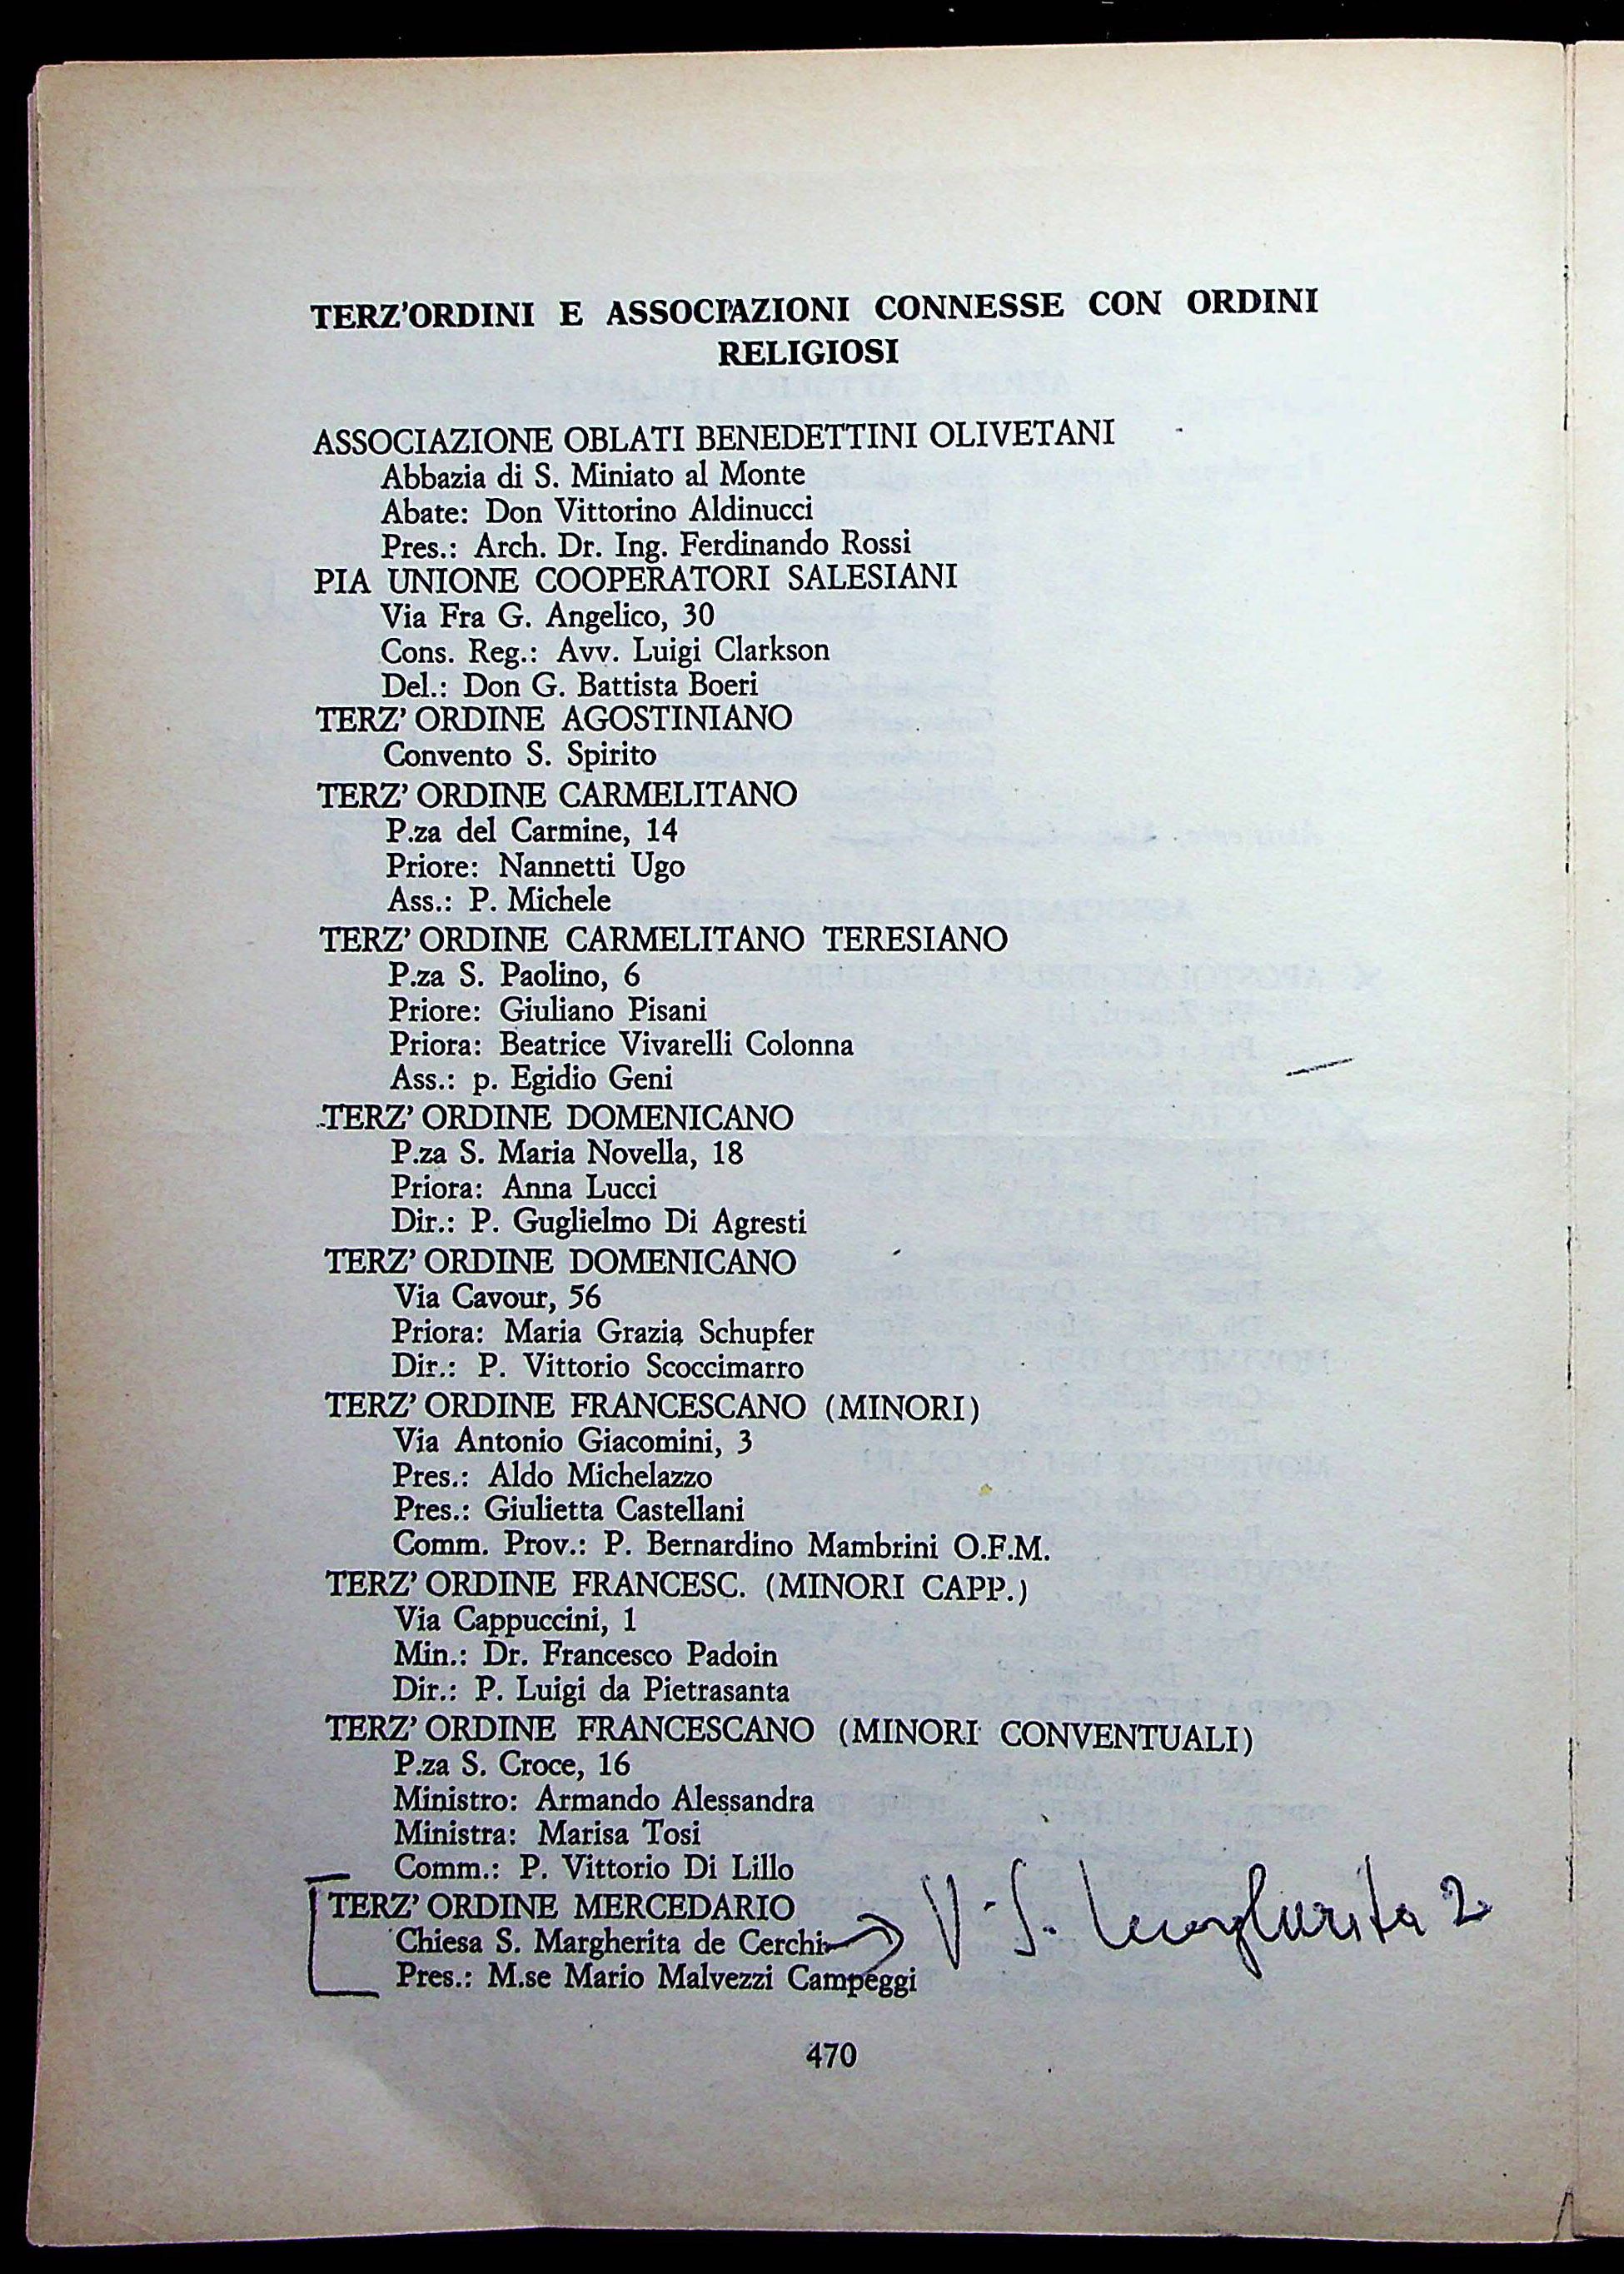 TERZ’ORDINI E ASSOCIAZIONI CONNESSE CON ORDINI
RELIGIOSI
ASSOCIAZIONE OBLATI BENEDETTINI OLIVETANI
Abbazia di S. Miniato al Monte
Abate: Don Vittorino Aldinucci
Pres.: Arch. Dr. Ing. Ferdinando Rossi
PIA UNIONE COOPERATORI SALESIANI
Via Fra G. Angelico, 30
Cons. Reg.: Avv. Luigi Clarkson
Del.: Don G. Battista Boeri
TERZ’ ORDINE AGOSTINIANO
Convento S. Spirito
TERZ’ ORDINE CARMELITANO
P.za del Carmine, 14
Priore: Nannetti Ugo
Ass.: P. Michele
TERZ’ ORDINE CARMELITANO TERESIANO
P.za S. Paolino, 6
Priore: Giuliano Pisani
Priora: Beatrice Vivarelli Colonna
Ass.: p. Egidio Geni
TERZ’ ORDINE DOMENICANO
P.za S. Maria Novella, 18
Priora: Anna Lucci
Dir.: P. Guglielmo Di Agresti
TERZ’ ORDINE DOMENICANO
Via Cavour, 56
Priora: Maria Grazia Schupfer
Dir.: P. Vittorio Scoccimarro
TERZ’ ORDINE FRANCESCANO (MINORI)
Via Antonio Giacomini, 3
Pres.: Aldo Michelazzo
Pres.: Giulietta Castellani
Comm. Prov.: P. Bernardino Mambrini O.F.M.
TERZ’ ORDINE FRANCESC. (MINORI CAPP.)
Via Cappuccini, 1
Min.: Dr. Francesco Padoin
Dir.: P. Luigi da Pietrasanta
TERZ’ ORDINE FRANCESCANO (MINORI CONVENTUALI)
P.za S. Croce, 16
Ministro: Armando Alessandra
Ministra: Marisa Tosi
Comm.: P. Vittorio Di Lillo
TERZ’ ORDINE MERCEDARIO
Chiesa S. Margherita de Cerchi → V. S. Margherita 2
Pres.: M.se Mario Malvezzi Campeggi
470